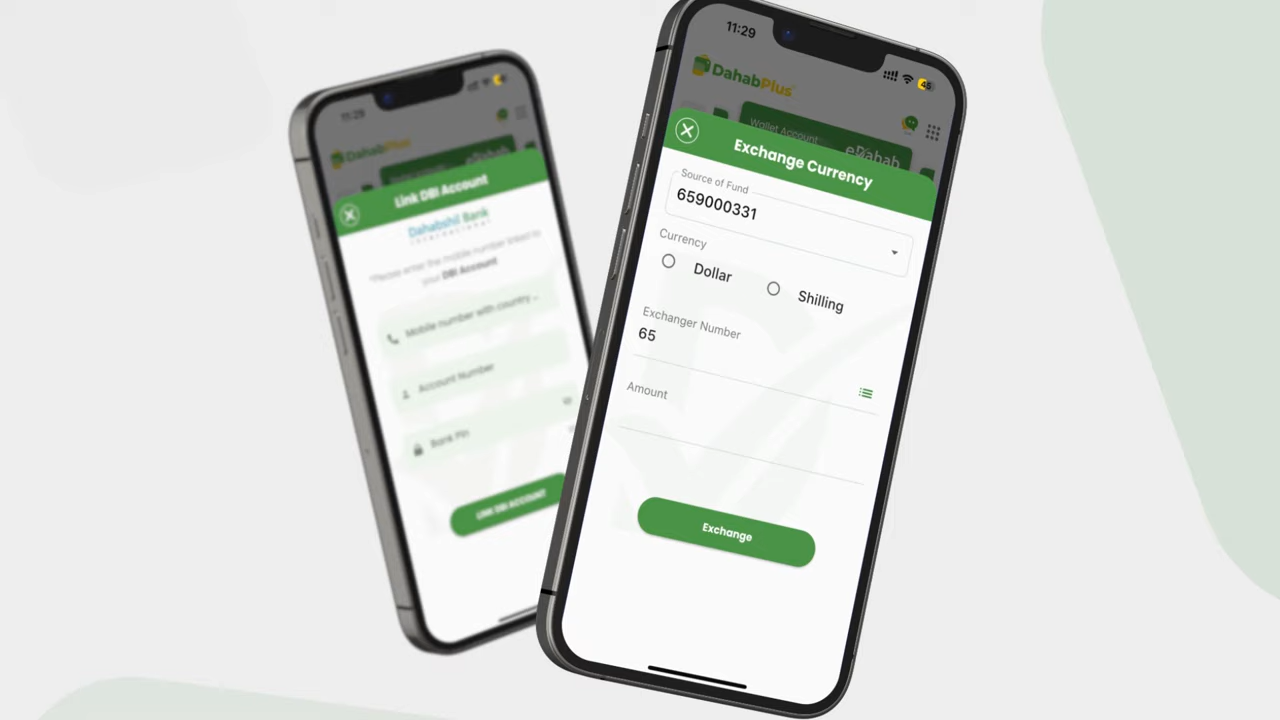 11:29
DahabPlus
Link DBI Account
Dahabshil Bank
International
*Please enter the mobile number linked to
your DBI Account
Mobile number with country ...
Account Number
Bank Pin
LINK DBI ACCOUNT
11:29
45
DahabPlus
Wallet Account
eDahab
Exchange Currency
Source of Fund
659000331
Currency
Dollar
Shilling
Exchanger Number
65
Amount
Exchange